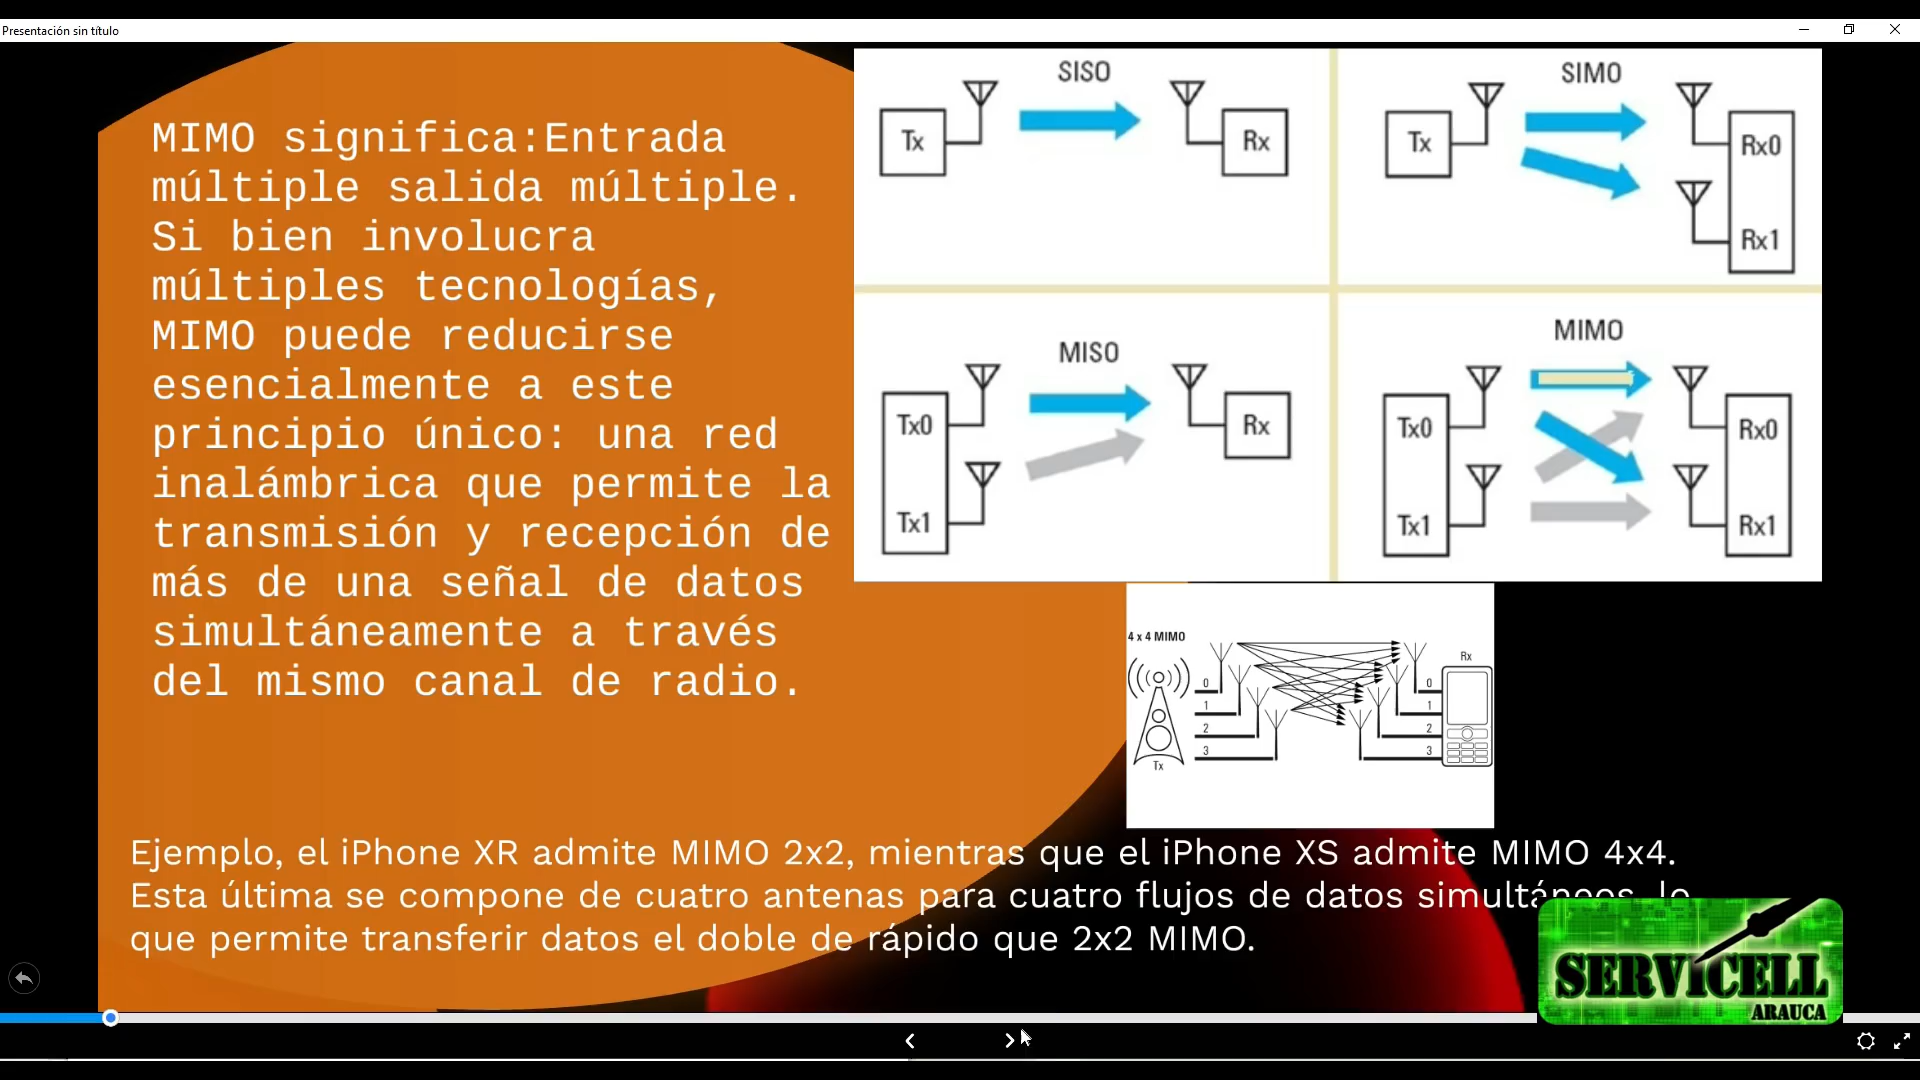 Presentación sin título
MIMO significa:Entrada
múltiple salida múltiple.
Si bien involucra
múltiples tecnologías,
MIMO puede reducirse
esencialmente a este
principio único: una red
inalámbrica que permite la
transmisión y recepción de
más de una señal de datos
simultáneamente a través
del mismo canal de radio.
SISO
Tx
Rx
SIMO
Tx
Rx0
Rx1
MISO
Tx0
Tx1
Rx
MIMO
Tx0
Tx1
Rx0
Rx1
4 x 4 MIMO
Rx
0
1
2
3
0
1
2
3
Tx
Ejemplo, el iPhone XR admite MIMO 2x2, mientras que el iPhone XS admite MIMO 4x4.
Esta última se compone de cuatro antenas para cuatro flujos de datos simultáneos, lo
que permite transferir datos el doble de rápido que 2x2 MIMO.
SERVICELL
ARAUCA